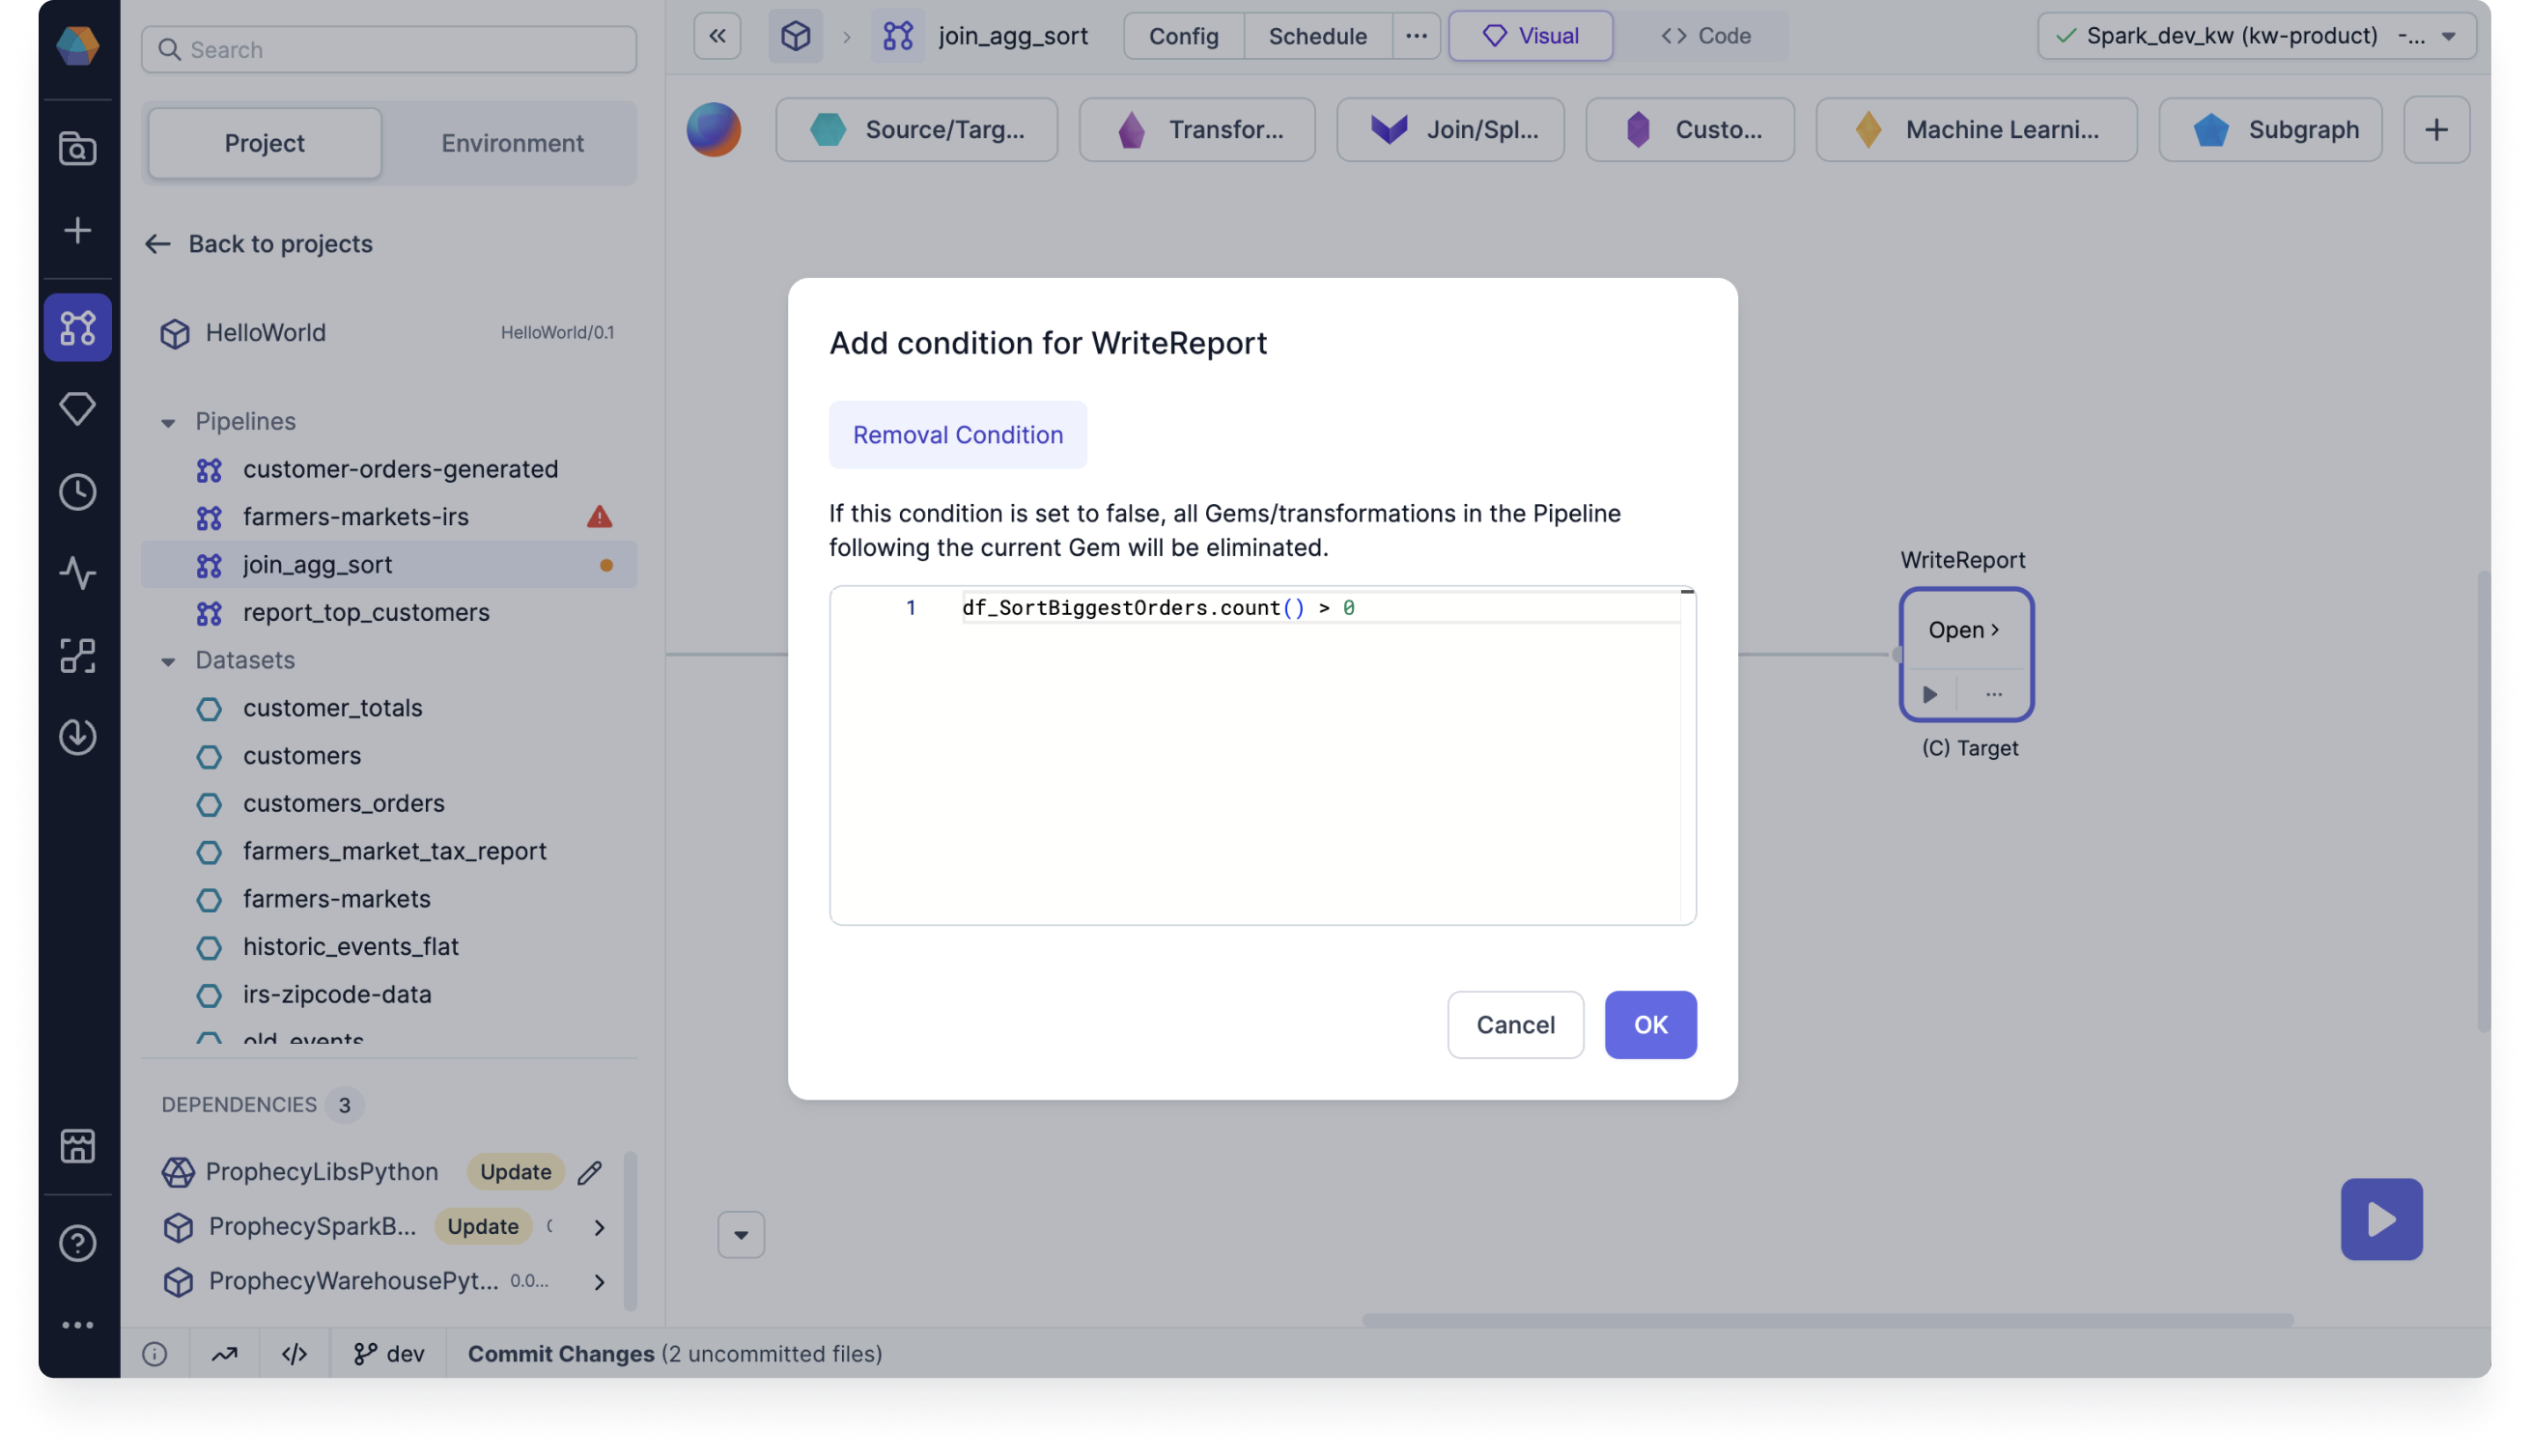 Search
Project
Environment
Back to projects
HelloWorld
HelloWorld/0.1
Pipelines
customer-orders-generated
farmers-markets-irs
join_agg_sort
report_top_customers
Datasets
customer_totals
customers
customers_orders
farmers_market_tax_report
farmers-markets
historic_events_flat
irs-zipcode-data
old_events
DEPENDENCIES 3
ProphecyLibsPython Update
ProphecySparkB... Update
ProphecyWarehousePyt... 0.0...
dev
Commit Changes (2 uncommitted files)
join_agg_sort
Config
Schedule
...
Visual
Code
Spark_dev_kw (kw-product) -...
Source/Targ...
Transfor...
Join/Spl...
Custo...
Machine Learni...
Subgraph
Add condition for WriteReport
Removal Condition
If this condition is set to false, all Gems/transformations in the Pipeline
following the current Gem will be eliminated.
1 df_SortBiggestOrders.count() > 0
Cancel
OK
WriteReport
Open >
...
(C) Target